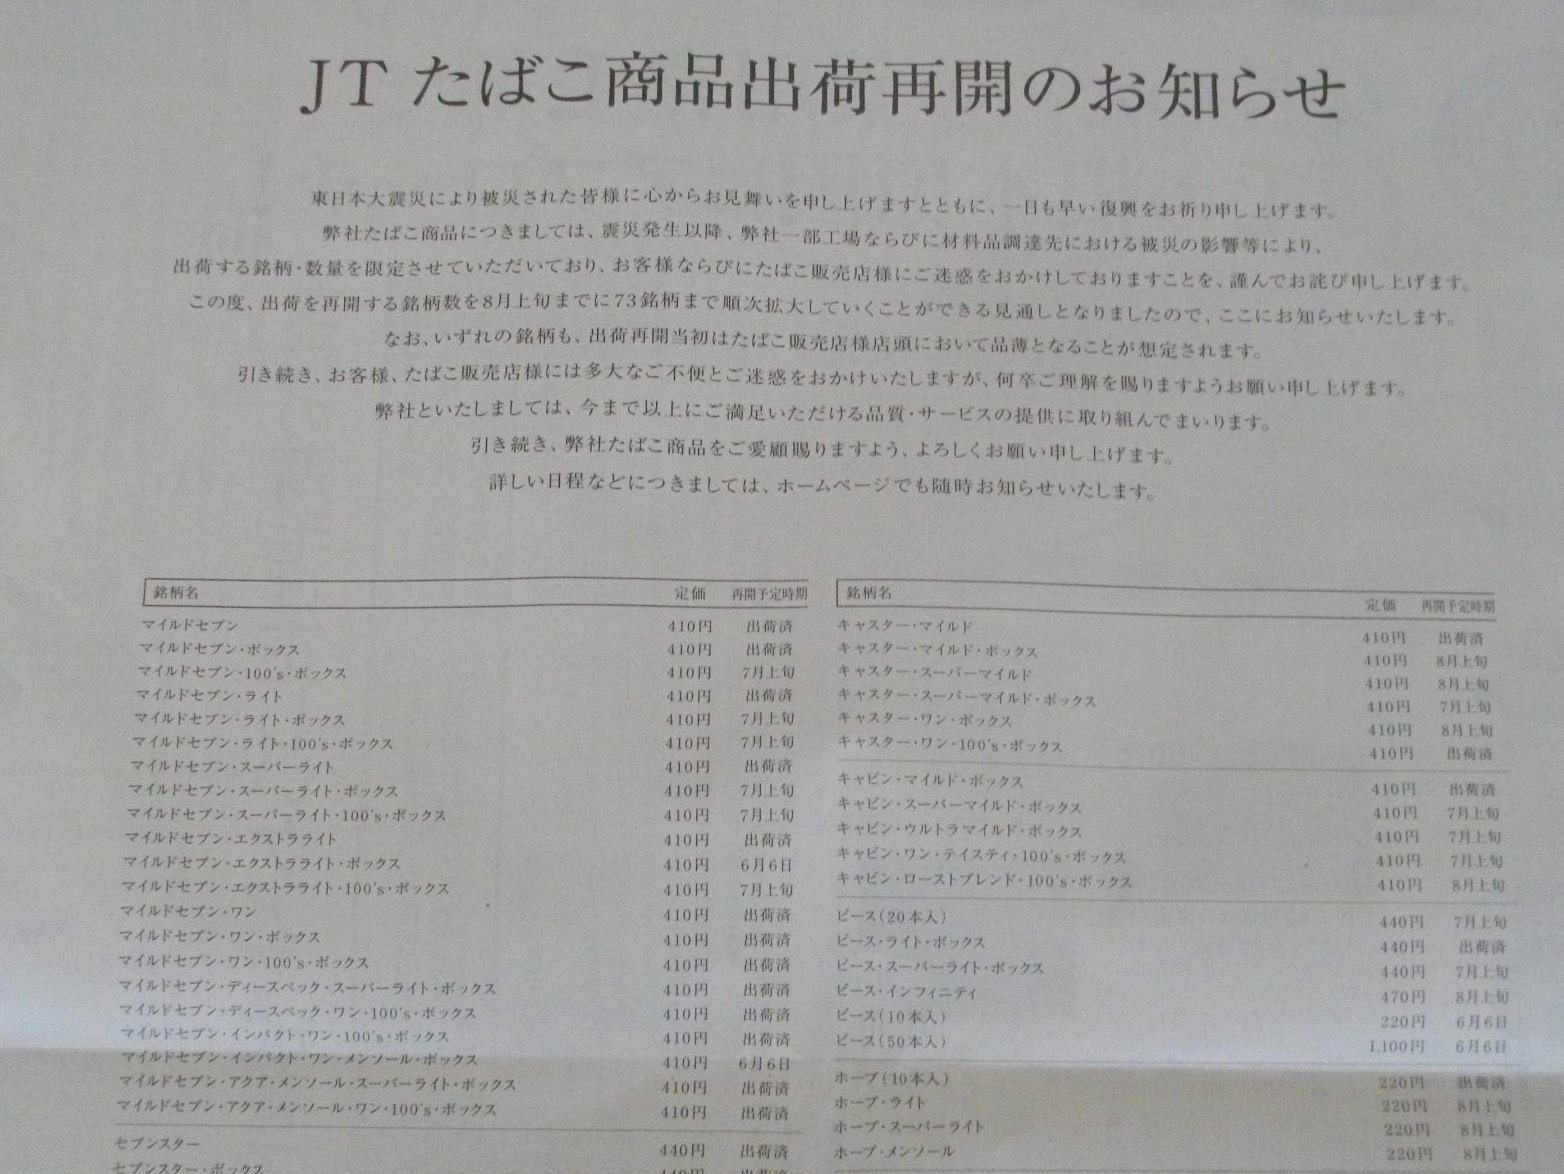 JTたばこ商品出荷再開のお知らせ
東日本大震災により被災された皆様に心からお見舞いを申し上げますとともに、一日も早い復興をお祈り申し上げます。
弊社たばこ商品につきましては、震災発生以降、弊社一部工場ならびに材料品調達先における被災の影響等により、
出荷する銘柄・数量を限定させていただいており、お客様ならびにたばこ販売店様にご迷惑をおかけしておりますことを、謹んでお詫び申し上げます。
この度、出荷を再開する銘柄数を8月上旬までに73銘柄まで順次拡大していくことができる見通しとなりましたので、ここにお知らせいたします。
なお、いずれの銘柄も、出荷再開当初はたばこ販売店様店頭において品薄となることが想定されます。
引き続き、お客様、たばこ販売店様には多大なご不便とご迷惑をおかけいたしますが、何卒ご理解を賜りますようお願い申し上げます。
弊社といたしましては、今まで以上にご満足いただける品質・サービスの提供に取り組んでまいります。
引き続き、弊社たばこ商品をご愛顧賜りますよう、よろしくお願い申し上げます。
詳しい日程などにつきましては、ホームページでも随時お知らせいたします。
銘柄名 定価 再開予定時期
マイルドセブン 410円 出荷済
マイルドセブン・ボックス 410円 出荷済
マイルドセブン・100's・ボックス 410円 7月上旬
マイルドセブン・ライト 410円 出荷済
マイルドセブン・ライト・ボックス 410円 7月上旬
マイルドセブン・ライト・100's・ボックス 410円 7月上旬
マイルドセブン・スーパーライト 410円 出荷済
マイルドセブン・スーパーライト・ボックス 410円 7月上旬
マイルドセブン・スーパーライト・100's・ボックス 410円 7月上旬
マイルドセブン・エクストラライト 410円 出荷済
マイルドセブン・エクストラライト・ボックス 410円 6月6日
マイルドセブン・エクストラライト・100's・ボックス 410円 7月上旬
マイルドセブン・ワン 410円 出荷済
マイルドセブン・ワン・ボックス 410円 出荷済
マイルドセブン・ワン・100's・ボックス 410円 出荷済
マイルドセブン・ディースペック・スーパーライト・ボックス 410円 出荷済
マイルドセブン・ディースペック・ワン・100's・ボックス 410円 出荷済
マイルドセブン・インパクト・ワン・100's・ボックス 410円 出荷済
マイルドセブン・インパクト・ワン・メンソール・ボックス 410円 6月6日
マイルドセブン・アクア・メンソール・スーパーライト・ボックス 410円 出荷済
マイルドセブン・アクア・メンソール・ワン・100's・ボックス 410円 出荷済
セブンスター 440円 出荷済
セブンスター・ボックス
銘柄名 定価 再開予定時期
キャスター・マイルド 410円 出荷済
キャスター・マイルド・ボックス 410円 8月上旬
キャスター・スーパーマイルド 410円 8月上旬
キャスター・スーパーマイルド・ボックス 410円 7月上旬
キャスター・ワン・ボックス 410円 8月上旬
キャスター・ワン・100's・ボックス 410円 出荷済
キャビン・マイルド・ボックス 410円 出荷済
キャビン・スーパーマイルド・ボックス 410円 7月上旬
キャビン・ウルトラマイルド・ボックス 410円 7月上旬
キャビン・ワン・テイスティ・100's・ボックス 410円 7月上旬
キャビン・ローストブレンド・100's・ボックス 410円 8月上旬
ピース(20本入) 440円 7月上旬
ピース・ライト・ボックス 440円 出荷済
ピース・スーパーライト・ボックス 440円 7月上旬
ピース・インフィニティ 470円 8月上旬
ピース(10本入) 220円 6月6日
ピース(50本入) 1,100円 6月6日
ホープ(10本入) 220円 出荷済
ホープ・ライト 220円 8月上旬
ホープ・スーパーライト 220円 8月上旬
ホープ・メンソール 220円 8月上旬